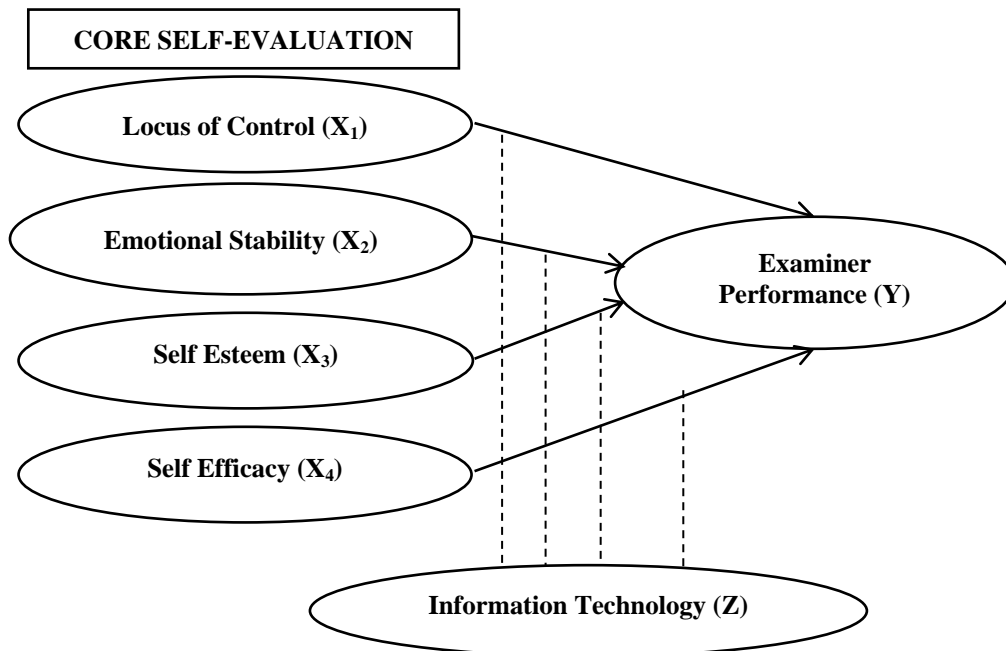 CORE SELF-EVALUATION
Locus of Control (X₁)
Emotional Stability (X₂)
Examiner
Performance (Y)
Self Esteem (X₃)
Self Efficacy (X₄)
Information Technology (Z)